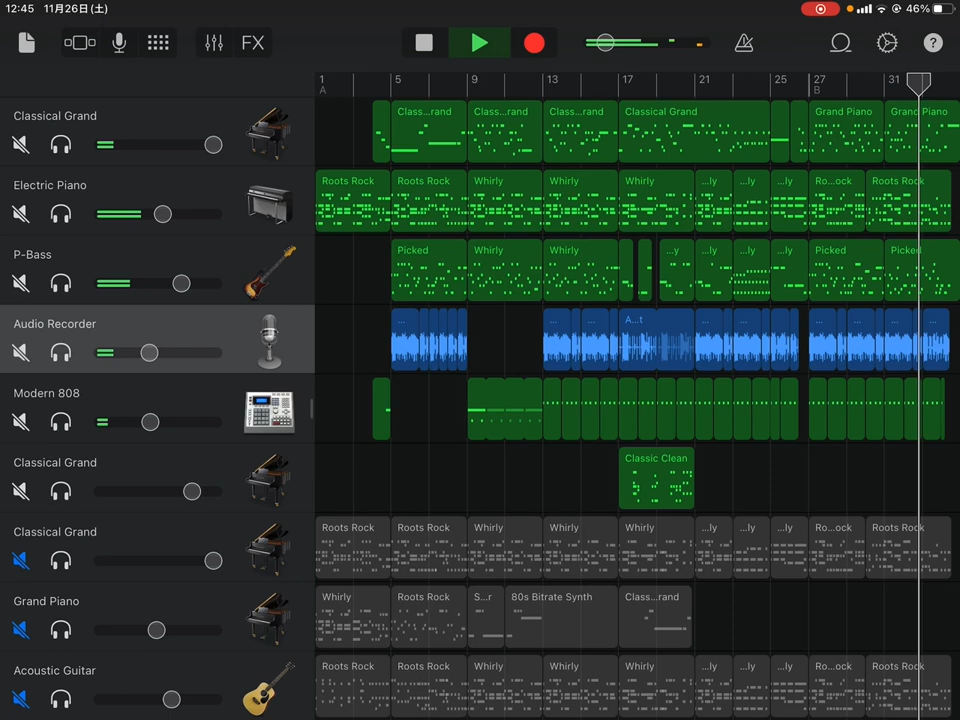 12:45 11月26日(土) 46%
FX
?
1 5 9 13 17 21 25 27 31
A B
Classical Grand
Clas...rand Class...and Class...and Classical Grand Grand Piano Grand Piano
Electric Piano
Roots Rock Roots Rock Whirly Whirly Whirly ...ly ...ly ...ly Ro...ock Roots Rock
P-Bass
Picked Whirly Whirly ...y ...ly ...ly ...ly Picked Picked
Audio Recorder
... ... ... A...t ... ... ... ... ... ...
Modern 808
Classical Grand
Classic Clean
Classical Grand
Roots Rock Roots Rock Whirly Whirly Whirly ...ly ...ly ...ly Ro...ock Roots Rock
Grand Piano
Whirly Roots Rock S...r 80s Bitrate Synth Clas...rand
Acoustic Guitar
Roots Rock Roots Rock Whirly Whirly Whirly ...ly ...ly ...ly Ro...ock Roots Rock